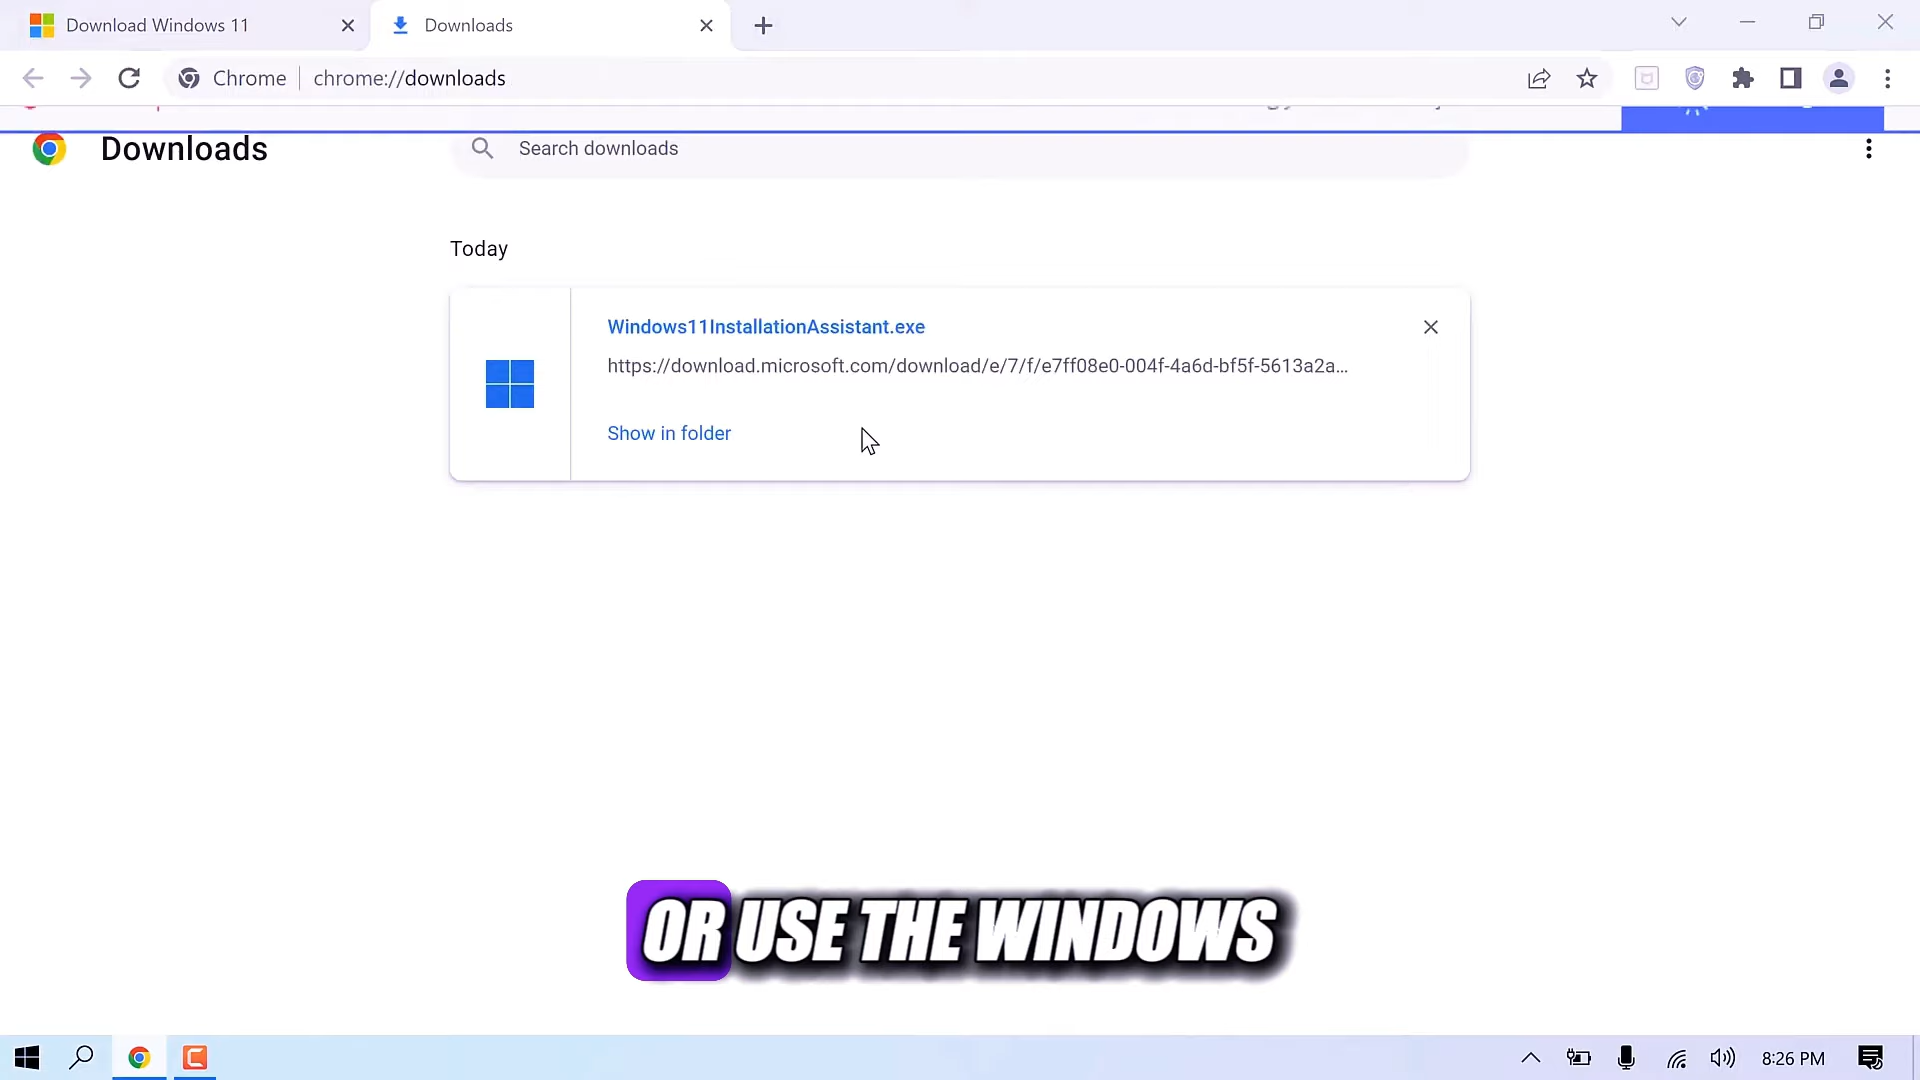 Download Windows 11
Downloads
Chrome
chrome://downloads
Downloads
Search downloads
Today
Windows11InstallationAssistant.exe
https://download.microsoft.com/download/e/7/f/e7ff08e0-004f-4a6d-bf5f-5613a2a...
Show in folder
OR USE THE WINDOWS
8:26 PM